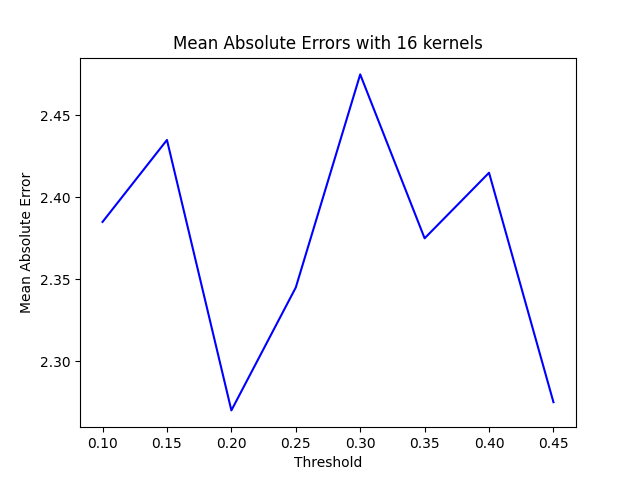 Mean Absolute Errors with 16 kernels
Mean Absolute Error
2.45
2.40
2.35
2.30
0.10 0.15 0.20 0.25 0.30 0.35 0.40 0.45
Threshold